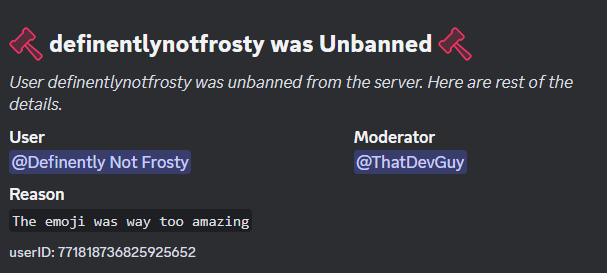 definentlynotfrosty was Unbanned
User definentlynotfrosty was unbanned from the server. Here are rest of the
details.
User Moderator
@Definently Not Frosty @ThatDevGuy
Reason
The emoji was way too amazing
userID: 771818736825925652